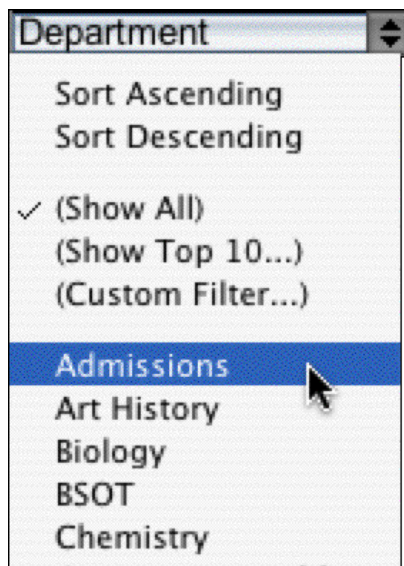 Department
Sort Ascending
Sort Descending
(Show All)
(Show Top 10...)
(Custom Filter...)
Admissions
Art History
Biology
BSOT
Chemistry